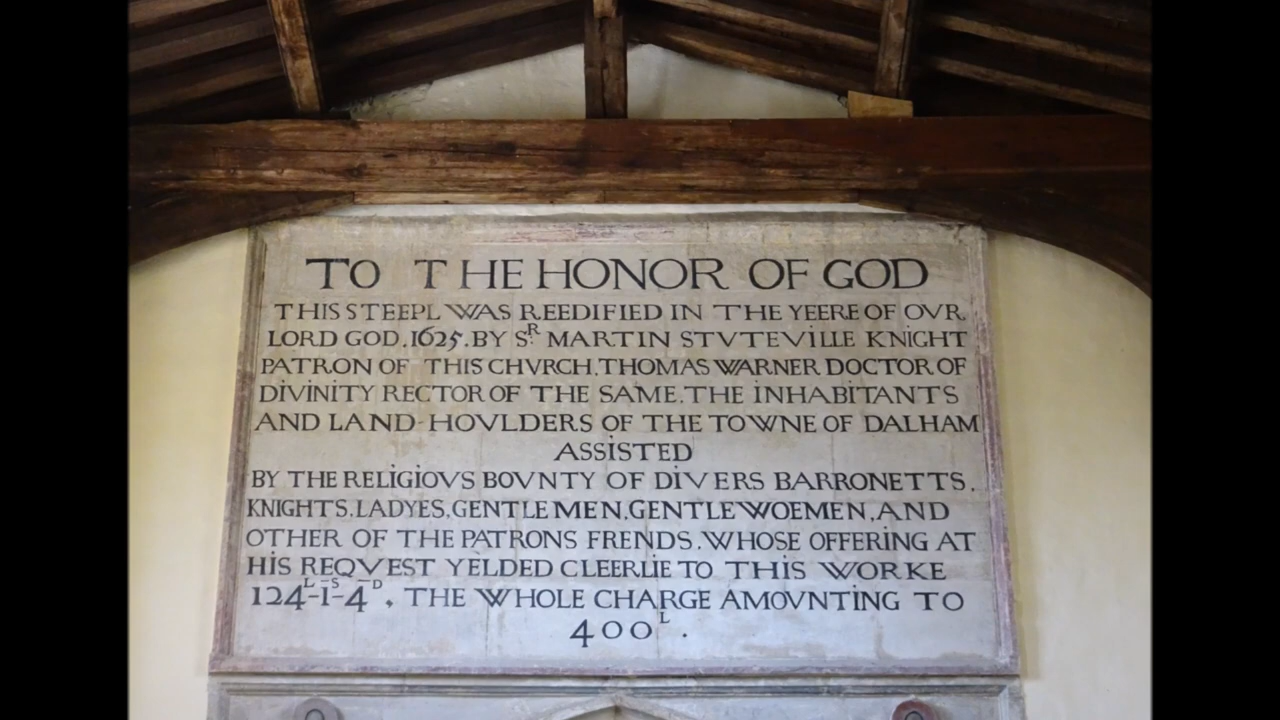 TO THE HONOR OF GOD
THIS STEEPL WAS REEDIFIED IN THE YEERE OF OVR
LORD GOD.1625.BY SR. MARTIN STVTEVILLE KNIGHT
PATRON OF THIS CHVRCH.THOMAS WARNER DOCTOR OF
DIVINITY RECTOR OF THE SAME.THE INHABITANTS
AND LAND-HOVLDERS OF THE TOWNE OF DALHAM
ASSISTED
BY THE RELIGIOVS BOVNTY OF DIVERS BARRONETTS,
KNIGHTS.LADYES.GENTLEMEN.GENTLEWOEMEN,AND
OTHER OF THE PATRONS FRENDS.WHOSE OFFERING AT
HIS REQVEST YELDED CLEERLIE TO THIS WORKE
124L-1S-4D. THE WHOLE CHARGE AMOVNTING TO
400L.